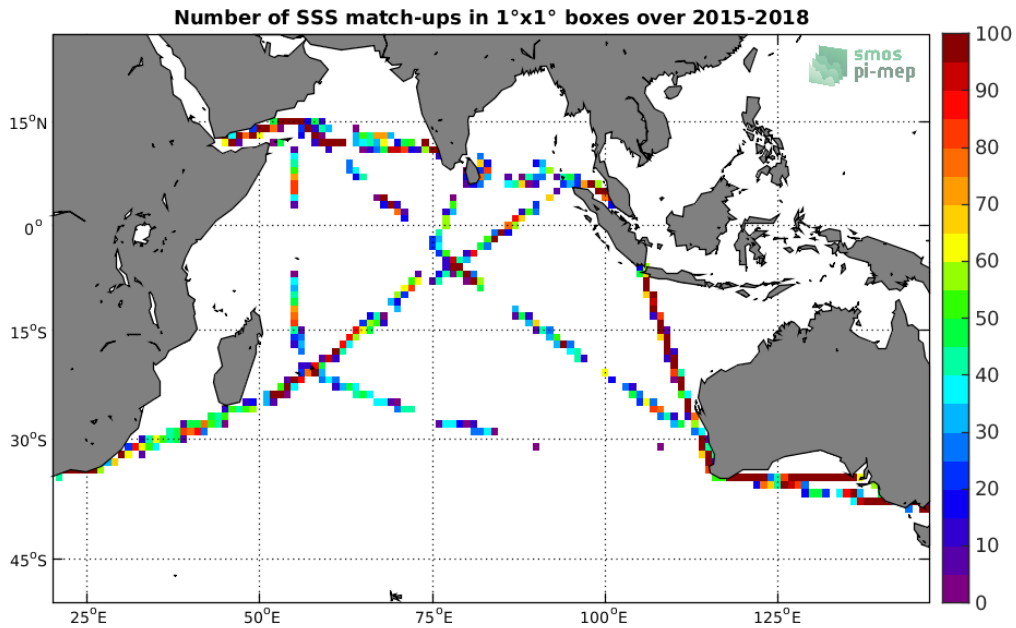 Number of SSS match-ups in 1°x1° boxes over 2015-2018
smos
pi-mep
15°N
0°
15°S
30°S
45°S
25°E
50°E
75°E
100°E
125°E
100
90
80
70
60
50
40
30
20
10
0